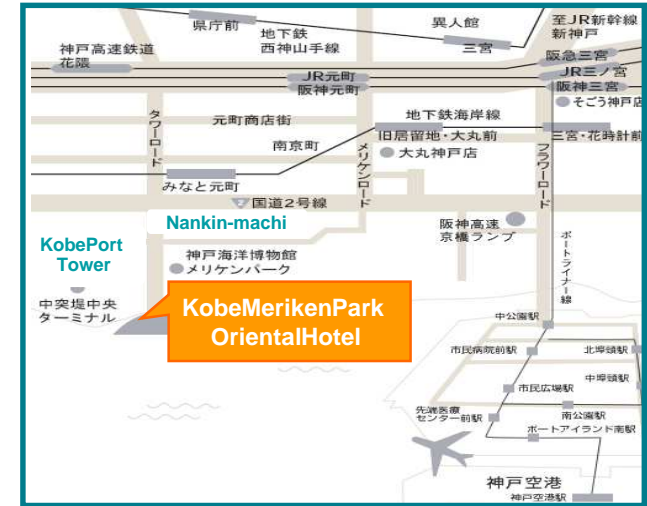 県庁前
地下鉄
西神山手線
異人館
三宮
至JR新幹線
新神戸
神戸高速鉄道
花隈
阪急三宮
JR元町
阪神元町
JR三ノ宮
阪神三宮
そごう神戸店
タワーロード
元町商店街
地下鉄海岸線
南京町
メリケンロード
旧居留地・大丸前
大丸神戸店
フラワーロード
三宮・花時計前
みなと元町
2
国道2号線
Nankin-machi
阪神高速
京橋ランプ
ポートライナー線
KobePort
Tower
神戸海洋博物館
メリケンパーク
中突堤中央
ターミナル
KobeMerikenPark
OrientalHotel
中公園駅
市民病院前駅
北埠頭駅
市民広場駅
中埠頭駅
先端医療
センター前駅
南公園駅
ポートアイランド南駅
神戸空港
神戸空港駅